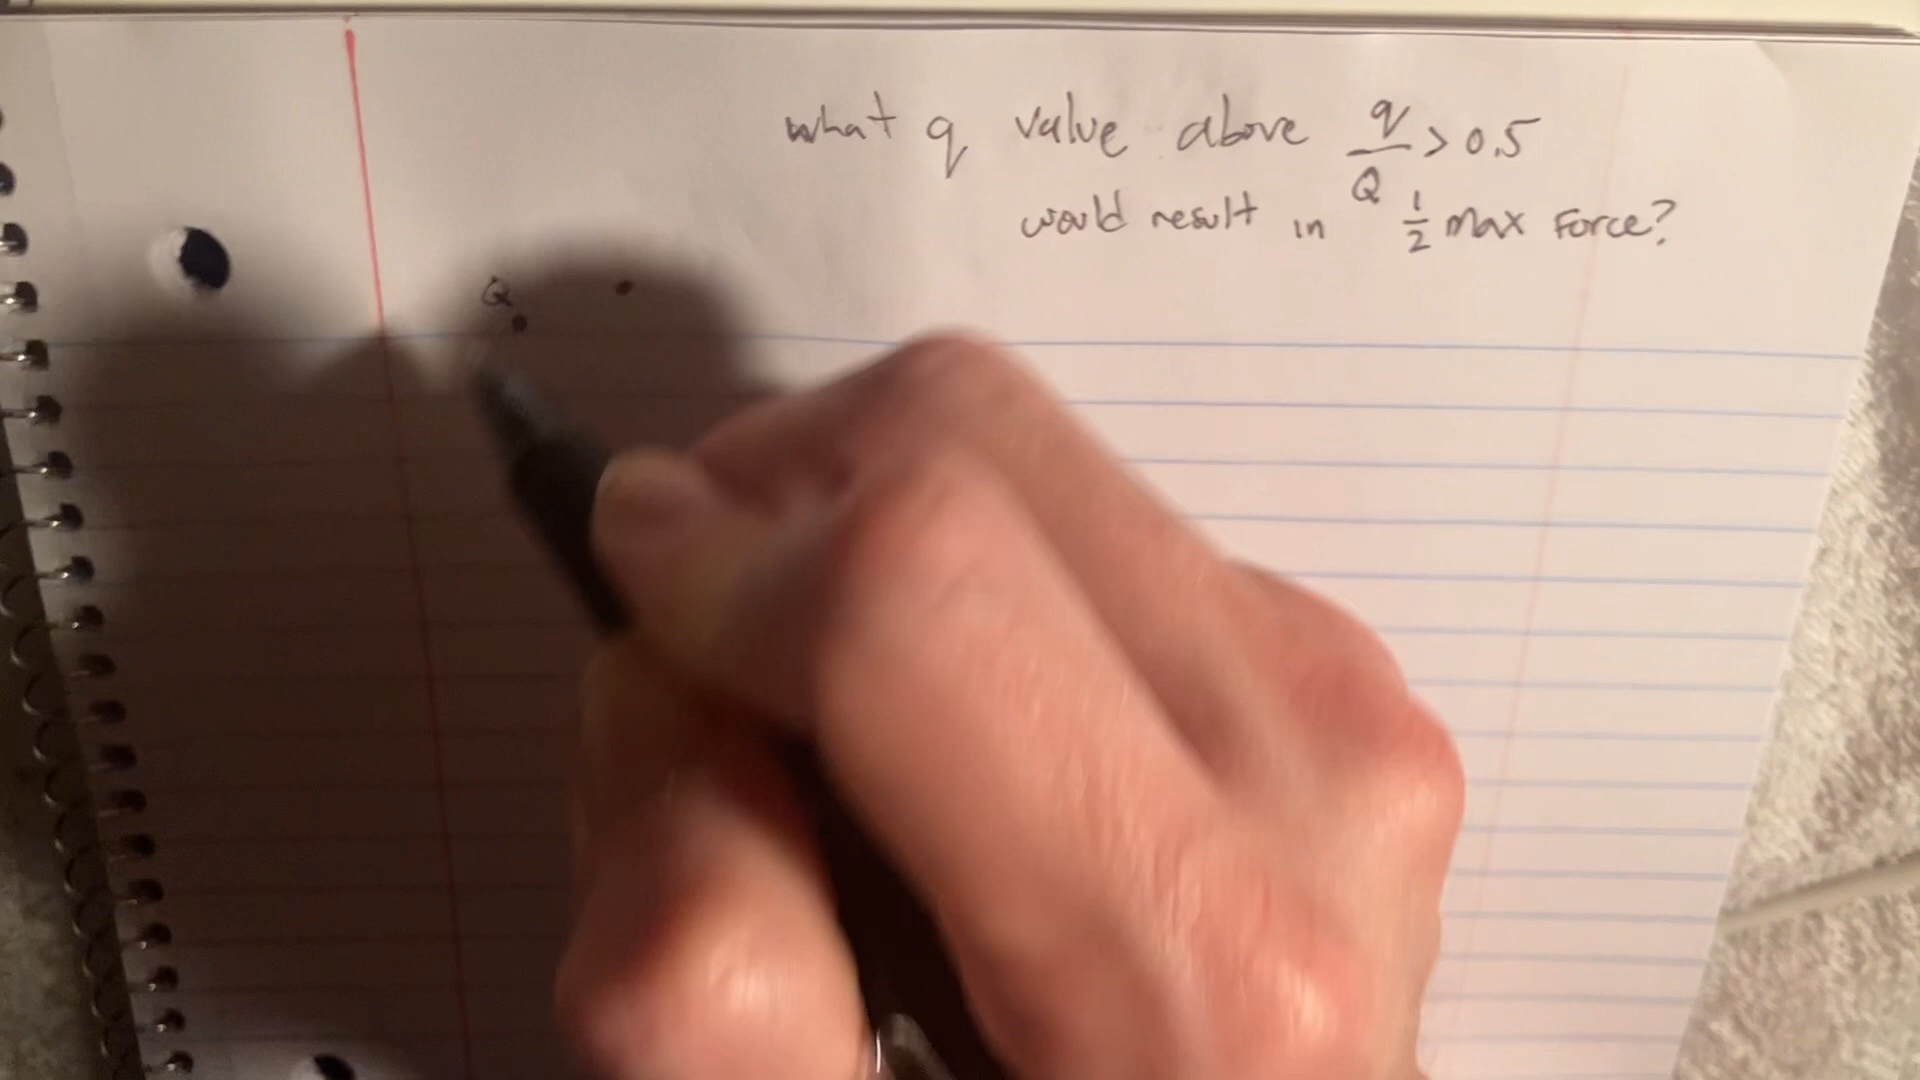 what q value above q/Q > 0.5
would result in 1/2 max Force?
Q